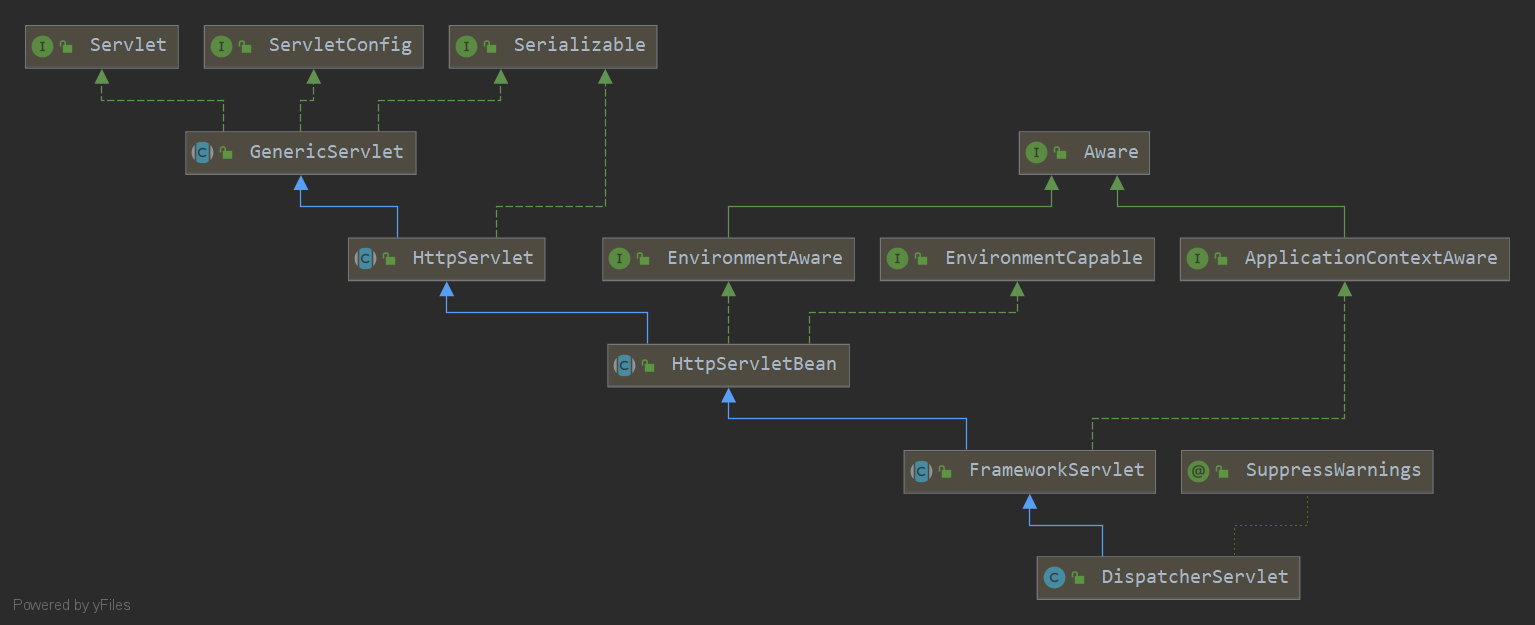 Servlet
ServletConfig
Serializable
GenericServlet
Aware
HttpServlet
EnvironmentAware
EnvironmentCapable
ApplicationContextAware
HttpServletBean
FrameworkServlet
SuppressWarnings
DispatcherServlet
Powered by yFiles